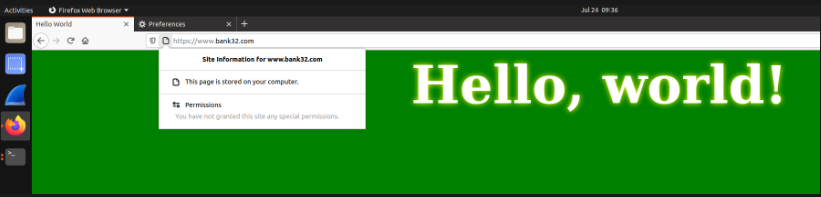 Activities Firefox Web Browser Jul 24 09:36
Hello World Preferences
https://www.bank32.com
Site Information for www.bank32.com
This page is stored on your computer.
Permissions
You have not granted this site any special permissions.
Hello, world!